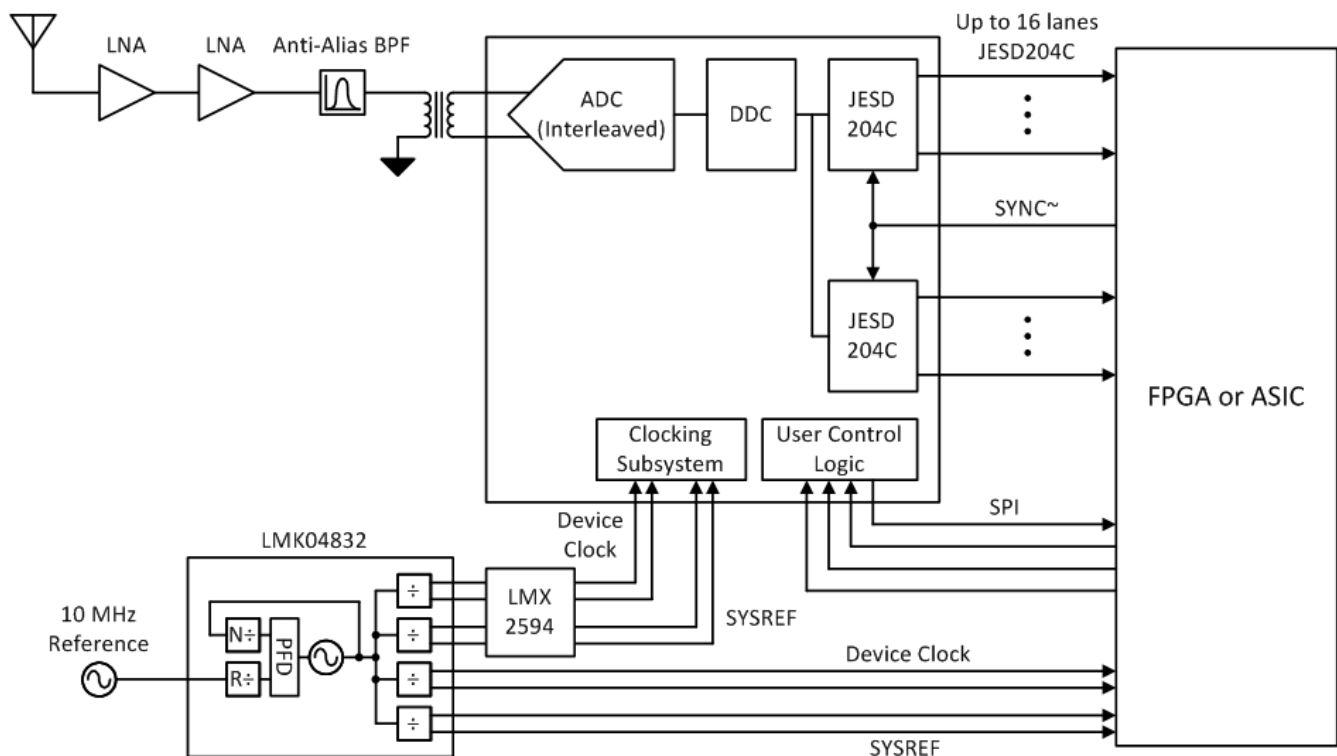 LNA
LNA
Anti-Alias BPF
Up to 16 lanes
JESD204C
ADC
(Interleaved)
DDC
JESD
204C
SYNC~
JESD
204C
FPGA or ASIC
Clocking
Subsystem
User Control
Logic
SPI
Device
Clock
LMK04832
LMX
2594
SYSREF
10 MHz
Reference
N÷
R÷
PFD
÷
÷
÷
÷
Device Clock
SYSREF